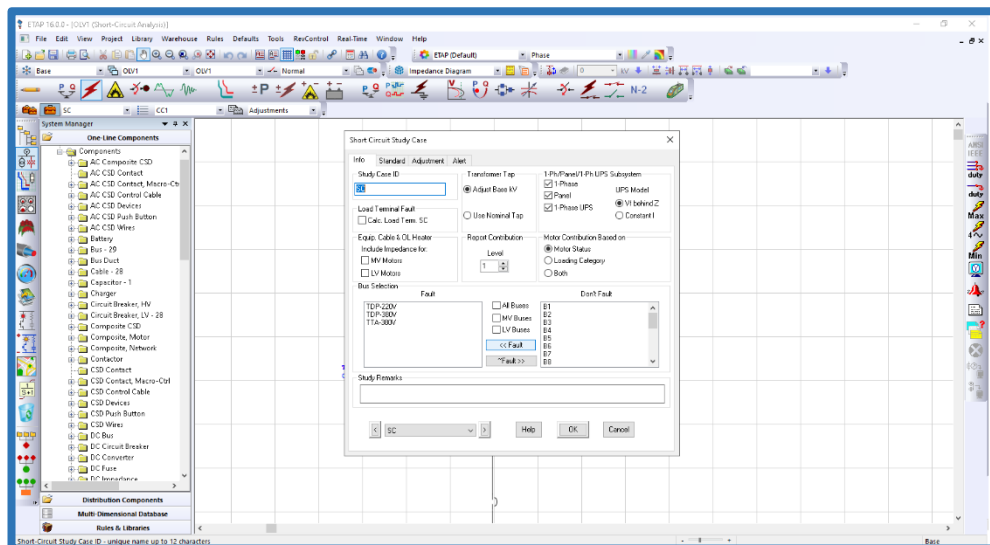 ETAP 16.0.0 - [OLV1 (Short-Circuit Analysis)]
File Edit View Project Library Warehouse Rules Defaults Tools RevControl Real-Time Window Help
ETAP (Default) Phase
Base OLV1 OLV1 Normal Impedance Diagram 0 kV
N-2
SC CC1 Adjustments
System Manager
One-Line Components
Components
AC Composite CSD
AC CSD Contact
AC CSD Contact, Macro-Ctr
AC CSD Control Cable
AC CSD Devices
AC CSD Push Button
AC CSD Wires
Battery
Bus - 29
Bus Duct
Cable - 28
Capacitor - 1
Charger
Circuit Breaker, HV
Circuit Breaker, LV - 28
Composite CSD
Composite, Motor
Composite, Network
Contactor
CSD Contact
CSD Contact, Macro-Ctrl
CSD Control Cable
CSD Devices
CSD Push Button
CSD Wires
DC Bus
DC Circuit Breaker
DC Converter
DC Fuse
DC Impedance
Distribution Components
Multi-Dimensional Database
Rules & Libraries
Short Circuit Study Case
Info Standard Adjustment Alert
Study Case ID
SC
Load Terminal Fault
Calc. Load Term. SC
Transformer Tap
Adjust Base kV
Use Nominal Tap
1-Ph/Panel/1-Ph UPS Subsystem
1-Phase
Panel
1-Phase UPS
UPS Model
Vf behind Z
Constant I
Equip. Cable & OL Heater
Include Impedance for:
MV Motors
LV Motors
Report Contribution
Level
1
Motor Contribution Based on
Motor Status
Loading Category
Both
Bus Selection
Fault
TDP-220V
TDP-380V
TTA-380V
All Buses
MV Buses
LV Buses
<< Fault
~Fault >>
Don't Fault
B1
B2
B3
B4
B5
B6
B7
B8
Study Remarks
< SC > Help OK Cancel
ANSI
IEEE
duty
duty
Max
4~
Min
Short-Circuit Study Case ID - unique name up to 12 characters
Base